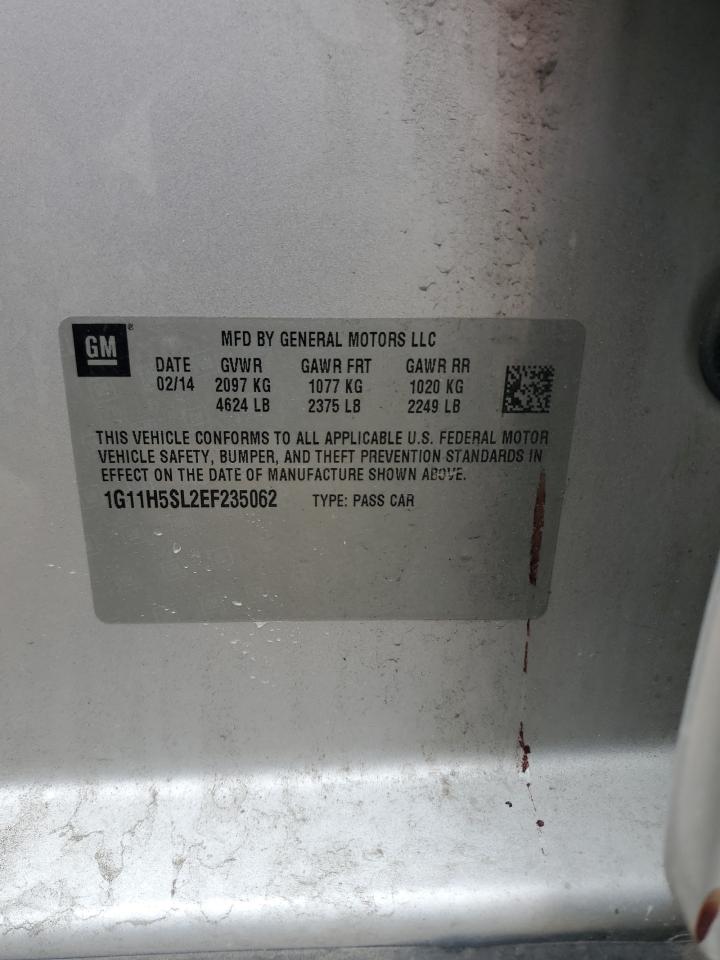 GM
MFD BY GENERAL MOTORS LLC
DATE GVWR GAWR FRT GAWR RR
02/14 2097 KG 1077 KG 1020 KG
4624 LB 2375 LB 2249 LB
THIS VEHICLE CONFORMS TO ALL APPLICABLE U.S. FEDERAL MOTOR
VEHICLE SAFETY, BUMPER, AND THEFT PREVENTION STANDARDS IN
EFFECT ON THE DATE OF MANUFACTURE SHOWN ABOVE.
1G11H5SL2EF235062 TYPE: PASS CAR